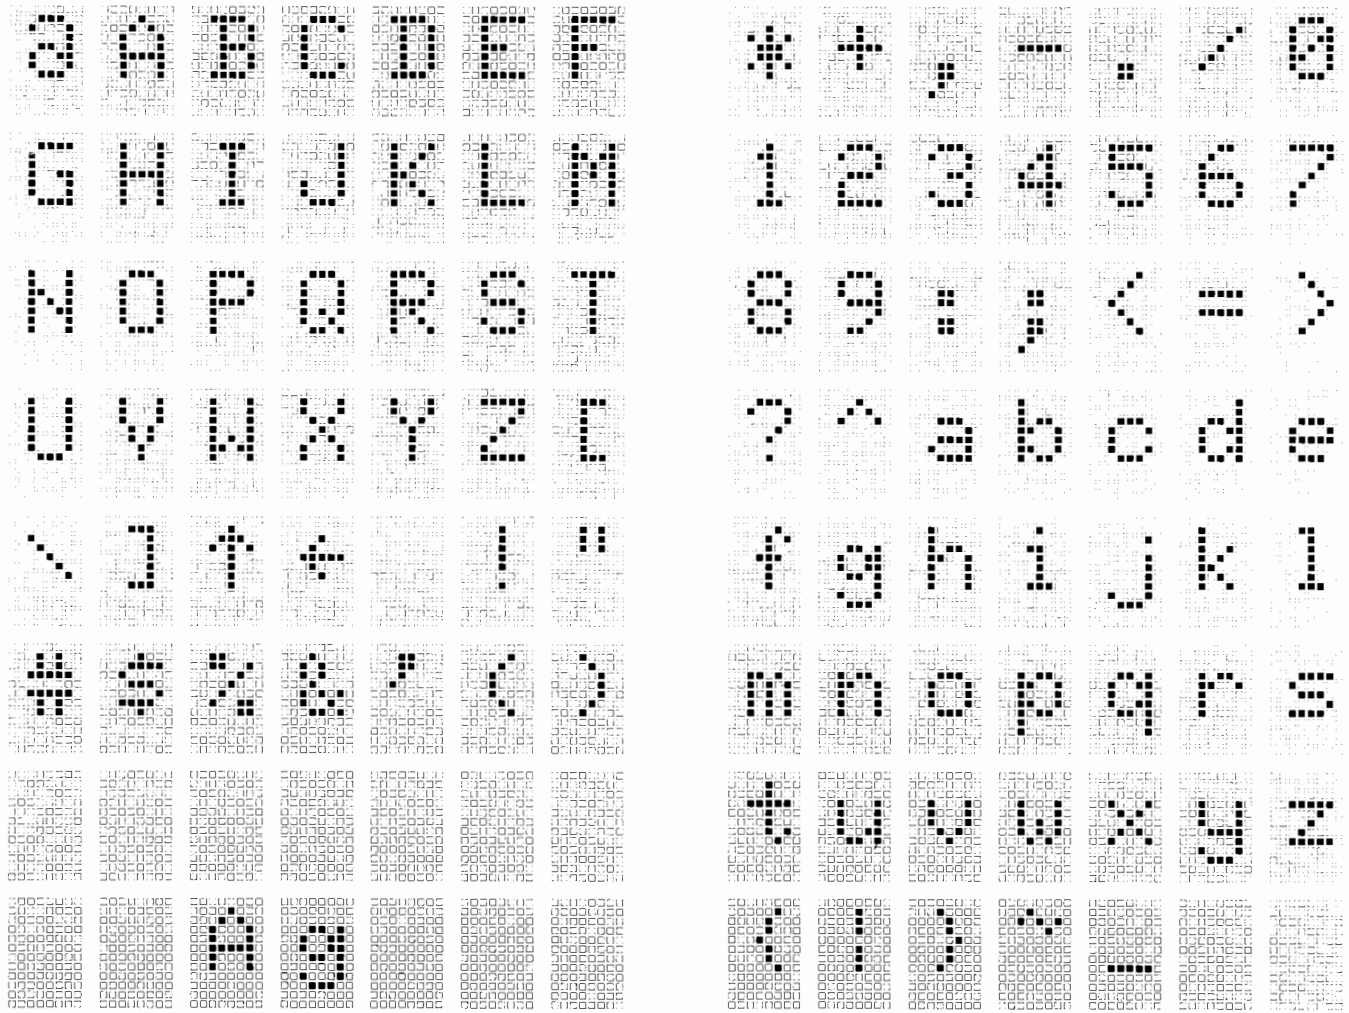 @ A B C D E F
G H I J K L M
N O P Q R S T
U V W X Y Z [
\ ] ↑ ← ! "
# $ % & ' ( )
A g
* + , - . / 0
1 2 3 4 5 6 7
8 9 : ; < = >
? ^ a b c d e
f g h i j k l
m n o p q r s
t u v w x y z
{ | } ~ _